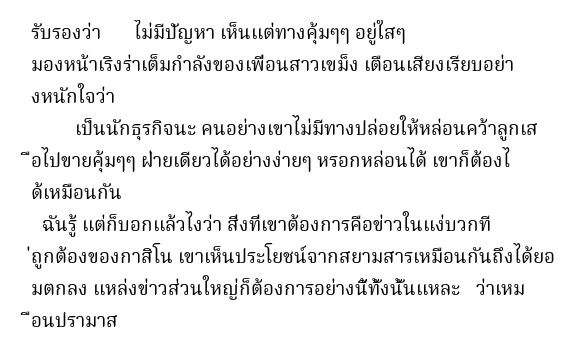 รับรองว่า      ไม่มีปัญหา เห็นแต่ทางคุ้มๆๆ อยู่ใสๆ
มองหน้าเริงร่าเต็มกำลังของเพื่อนสาวเขม็ง เตือนเสียงเรียบอย่า
งหนักใจว่า
        เป็นนักธุรกิจนะ คนอย่างเขาไม่มีทางปล่อยให้หล่อนคว้าลูกเส
ือไปขายคุ้มๆๆ ฝ่ายเดียวได้อย่างง่ายๆ หรอกหล่อนได้ เขาก็ต้องไ
ด้เหมือนกัน
  ฉันรู้ แต่ก็บอกแล้วไงว่า สิ่งที่เขาต้องการคือข่าวในแง่บวกที
่ถูกต้องของกาสิโน เขาเห็นประโยชน์จากสยามสารเหมือนกันถึงได้ยอ
มตกลง แหล่งข่าวส่วนใหญ่ก็ต้องการอย่างนี้ทั้งนั้นแหละ   ว่าเหม
ือนปรามาส